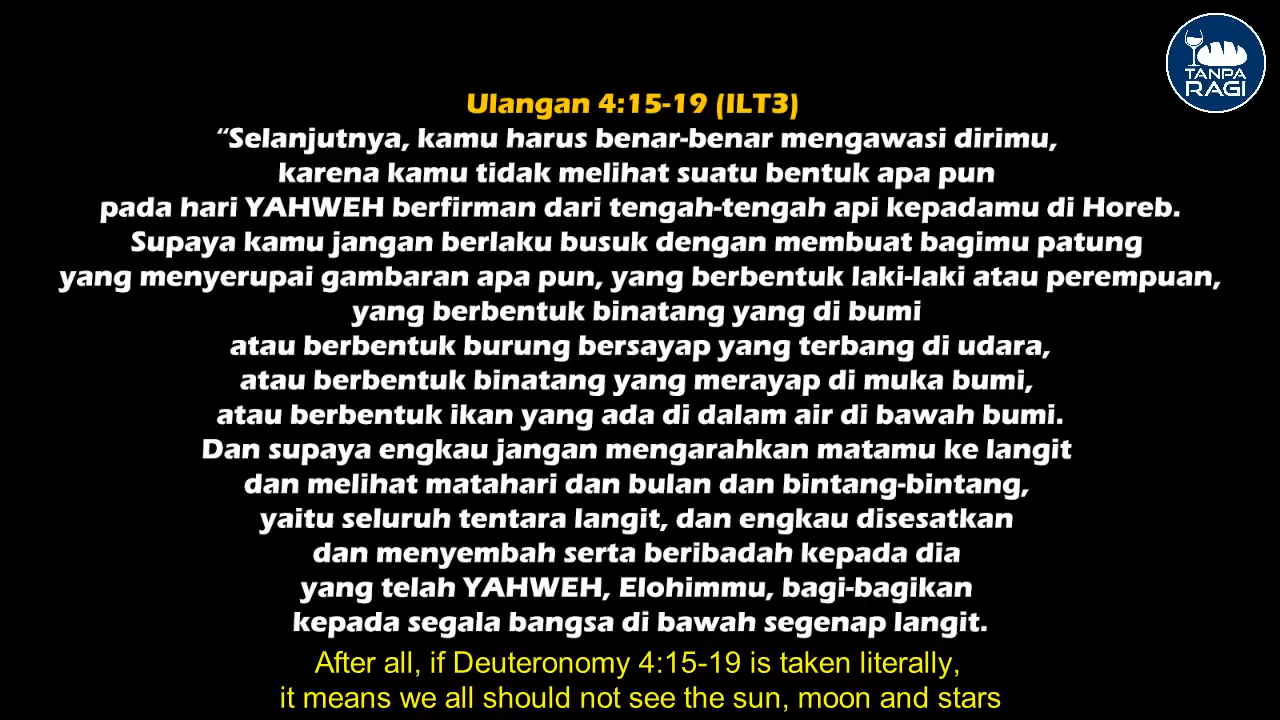 TANPA
RAGI
Ulangan 4:15-19 (ILT3)
“Selanjutnya, kamu harus benar-benar mengawasi dirimu,
karena kamu tidak melihat suatu bentuk apa pun
pada hari YAHWEH berfirman dari tengah-tengah api kepadamu di Horeb.
Supaya kamu jangan berlaku busuk dengan membuat bagimu patung
yang menyerupai gambaran apa pun, yang berbentuk laki-laki atau perempuan,
yang berbentuk binatang yang di bumi
atau berbentuk burung bersayap yang terbang di udara,
atau berbentuk binatang yang merayap di muka bumi,
atau berbentuk ikan yang ada di dalam air di bawah bumi.
Dan supaya engkau jangan mengarahkan matamu ke langit
dan melihat matahari dan bulan dan bintang-bintang,
yaitu seluruh tentara langit, dan engkau disesatkan
dan menyembah serta beribadah kepada dia
yang telah YAHWEH, Elohimmu, bagi-bagikan
kepada segala bangsa di bawah segenap langit.
After all, if Deuteronomy 4:15-19 is taken literally,
it means we all should not see the sun, moon and stars